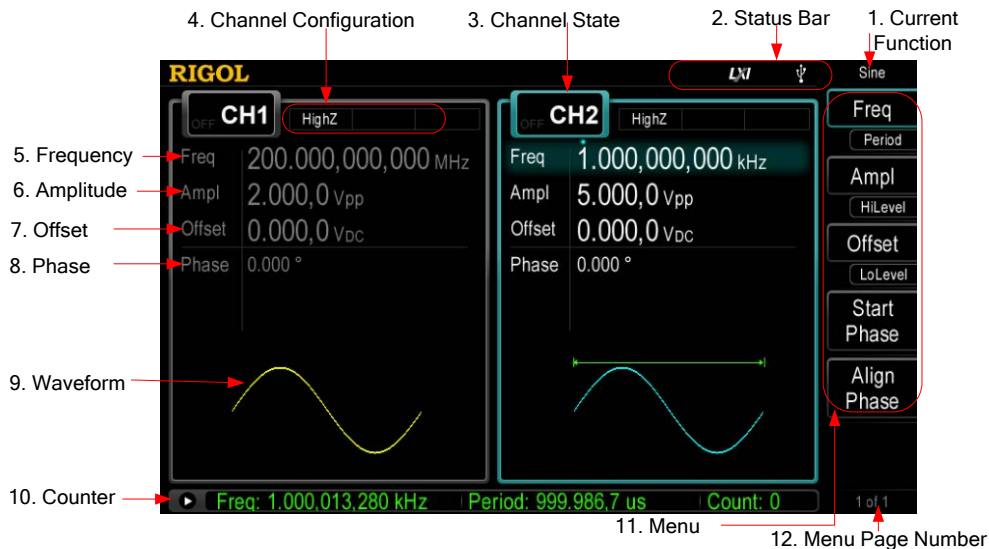 4. Channel Configuration
3. Channel State
2. Status Bar
1. Current Function
RIGOL
LXI
Sine
OFF CH1
HighZ
OFF CH2
HighZ
Freq
Period
Ampl
HiLevel
Offset
LoLevel
Start Phase
Align Phase
5. Frequency
Freq 200.000,000,000 MHz
Freq 1.000,000,000 kHz
6. Amplitude
Ampl 2.000,0 Vpp
Ampl 5.000,0 Vpp
7. Offset
Offset 0.000,0 VDC
Offset 0.000,0 VDC
8. Phase
Phase 0.000 °
Phase 0.000 °
9. Waveform
10. Counter
Freq: 1.000,013,280 kHz
Period: 999.986,7 us
Count: 0
1 of 1
11. Menu
12. Menu Page Number